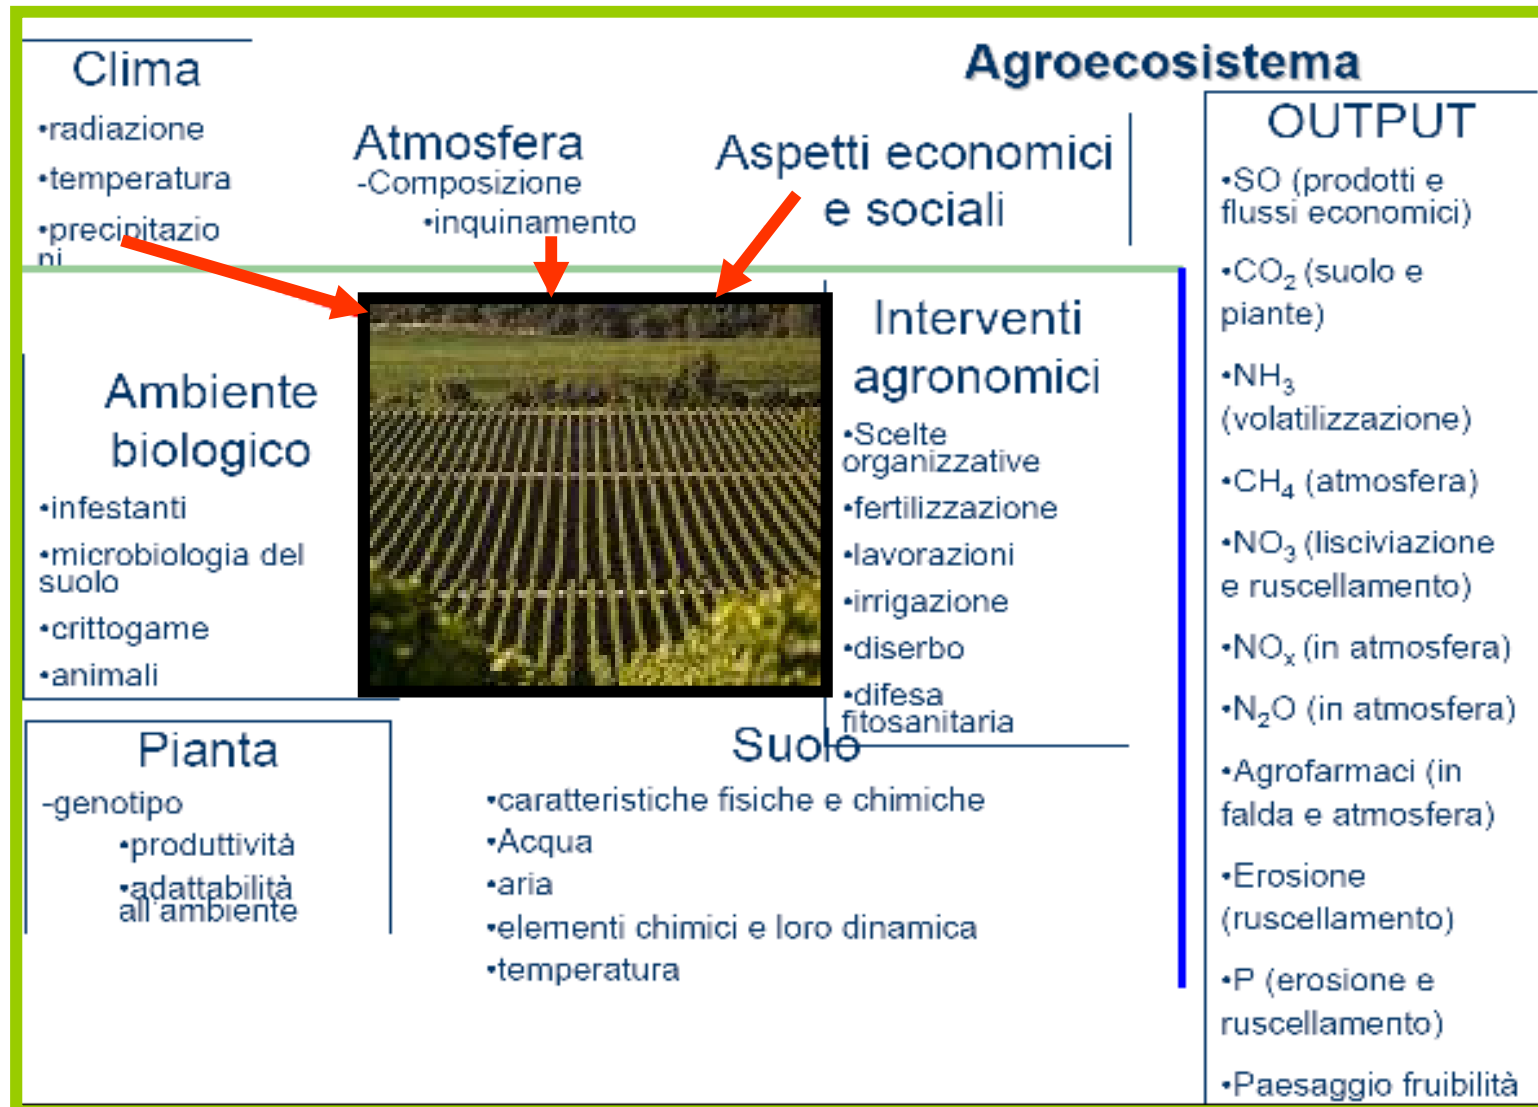 Agroecosistema
Clima
•radiazione
•temperatura
•precipitazio
ni
Atmosfera
-Composizione
•inquinamento
Aspetti economici
e sociali
Ambiente
biologico
•infestanti
•microbiologia del
suolo
•crittogame
•animali
Interventi
agronomici
•Scelte
organizzative
•fertilizzazione
•lavorazioni
•irrigazione
•diserbo
•difesa
fitosanitaria
Pianta
-genotipo
•produttività
•adattabilità
all'ambiente
Suolo
•caratteristiche fisiche e chimiche
•Acqua
•aria
•elementi chimici e loro dinamica
•temperatura
OUTPUT
•SO (prodotti e
flussi economici)
•CO₂ (suolo e
piante)
•NH₃
(volatilizzazione)
•CH₄ (atmosfera)
•NO₃ (lisciviazione
e ruscellamento)
•NOₓ (in atmosfera)
•N₂O (in atmosfera)
•Agrofarmaci (in
falda e atmosfera)
•Erosione
(ruscellamento)
•P (erosione e
ruscellamento)
•Paesaggio fruibilità